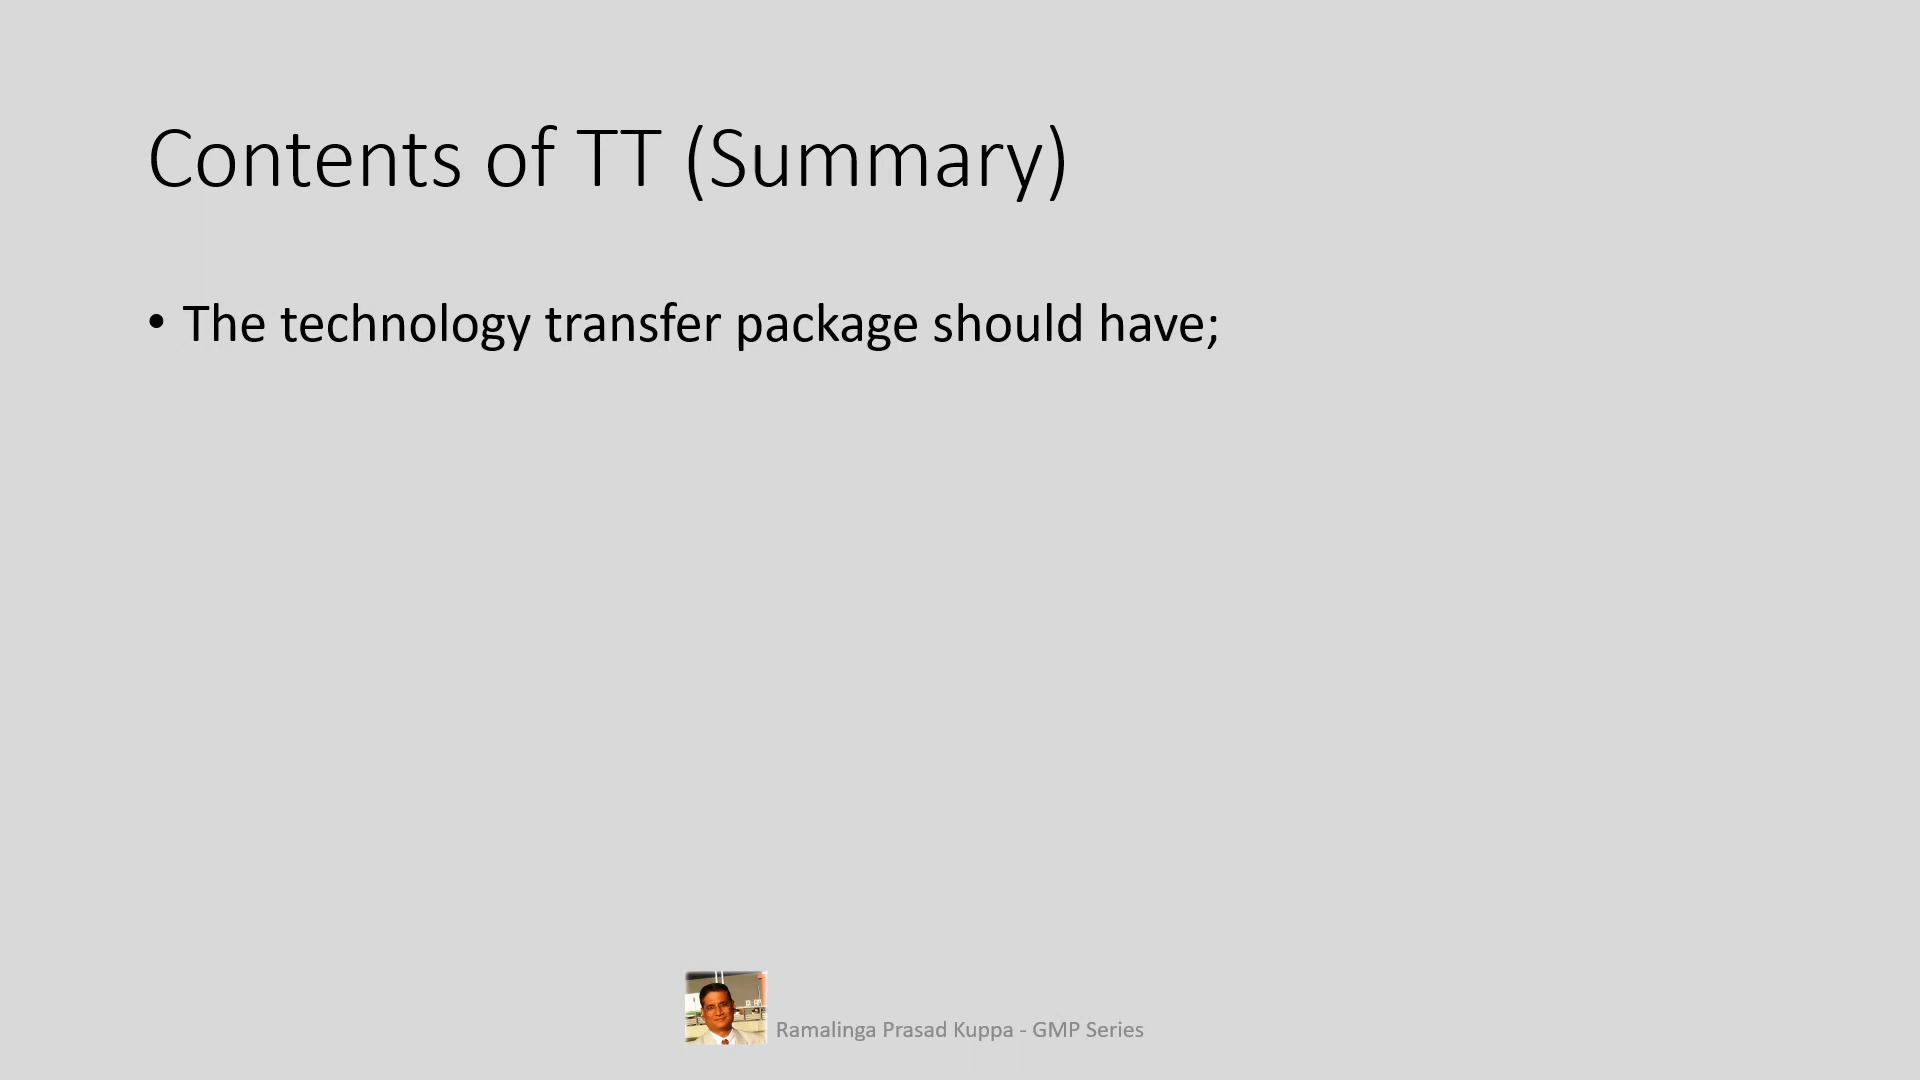 Contents of TT (Summary)
• The technology transfer package should have;
Ramalinga Prasad Kuppa - GMP Series